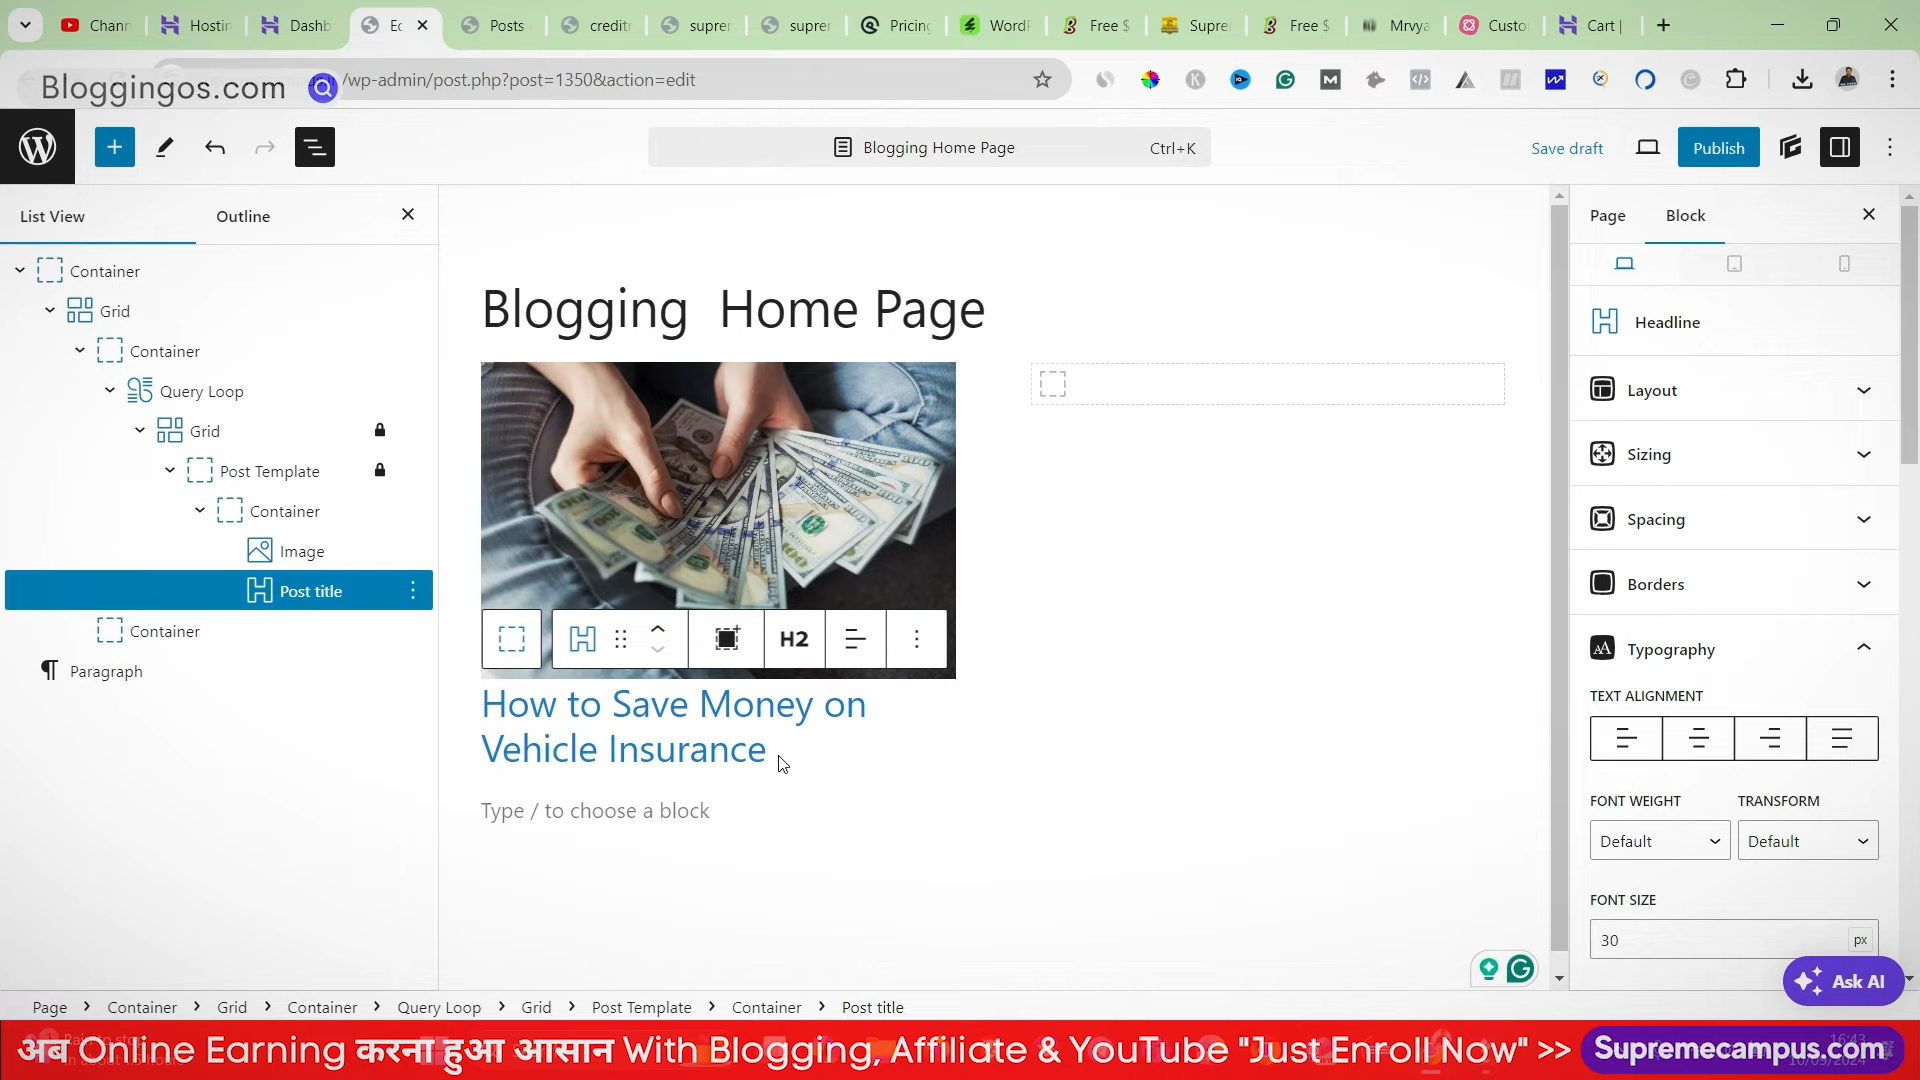 Chann
Hostin
Dashb
Ec
Posts
credit
supre
supre
Pricing
WordP
Free $
Supre
Free $
Mrvya
Custo
Cart |
Bloggingos.com
/wp-admin/post.php?post=1350&action=edit
Blogging Home Page
Ctrl+K
Save draft
Publish
List View
Outline
Page
Block
Container
Grid
Container
Query Loop
Grid
Post Template
Container
Image
Post title
Container
Paragraph
Blogging Home Page
H2
How to Save Money on
Vehicle Insurance
Type / to choose a block
Headline
Layout
Sizing
Spacing
Borders
Typography
TEXT ALIGNMENT
FONT WEIGHT
TRANSFORM
Default
Default
FONT SIZE
30
px
Ask AI
Page > Container > Grid > Container > Query Loop > Grid > Post Template > Container > Post title
अब Online Earning करना हुआ आसान With Blogging, Affiliate & YouTube "Just Enroll Now" >> Supremecampus.com